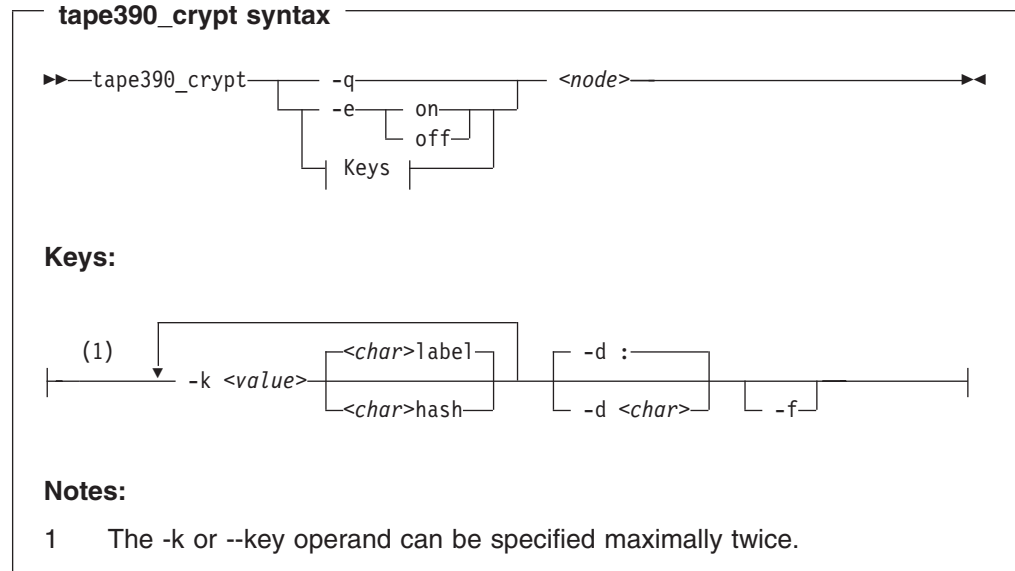 tape390_crypt syntax
tape390_crypt -q <node>
-e on
off
Keys
Keys:
(1)
<char>label -d :
-k <value>
<char>hash -d <char> -f
Notes:
1 The -k or --key operand can be specified maximally twice.